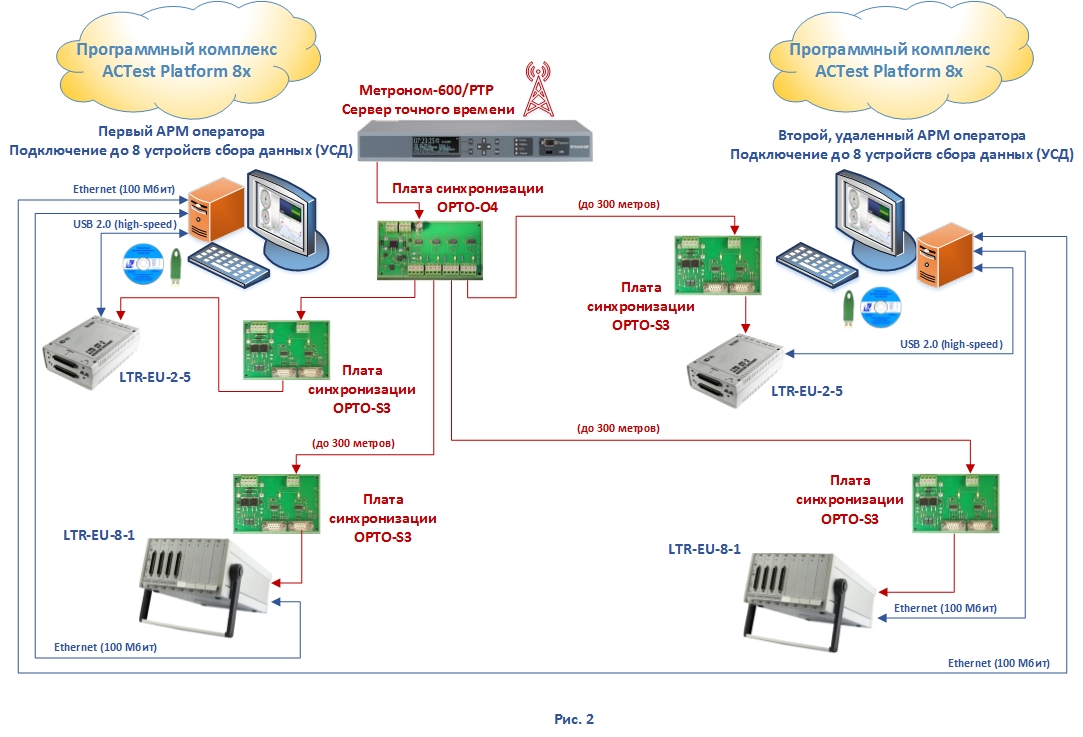 Программный комплекс
ACTest Platform 8x
Программный комплекс
ACTest Platform 8x
Метроном-600/PTP
Сервер точного времени
Первый АРМ оператора
Подключение до 8 устройств сбора данных (УСД)
Второй, удаленный АРМ оператора
Подключение до 8 устройств сбора данных (УСД)
Ethernet (100 Мбит)
USB 2.0 (high-speed)
Плата синхронизации
OPTO-O4
(до 300 метров)
Плата
синхронизации
OPTO-S3
USB 2.0 (high-speed)
LTR-EU-2-5
Плата
синхронизации
OPTO-S3
LTR-EU-2-5
(до 300 метров)
(до 300 метров)
Плата
синхронизации
OPTO-S3
Плата
синхронизации
OPTO-S3
LTR-EU-8-1
LTR-EU-8-1
Ethernet (100 Мбит)
Ethernet (100 Мбит)
Ethernet (100 Мбит)
Рис. 2